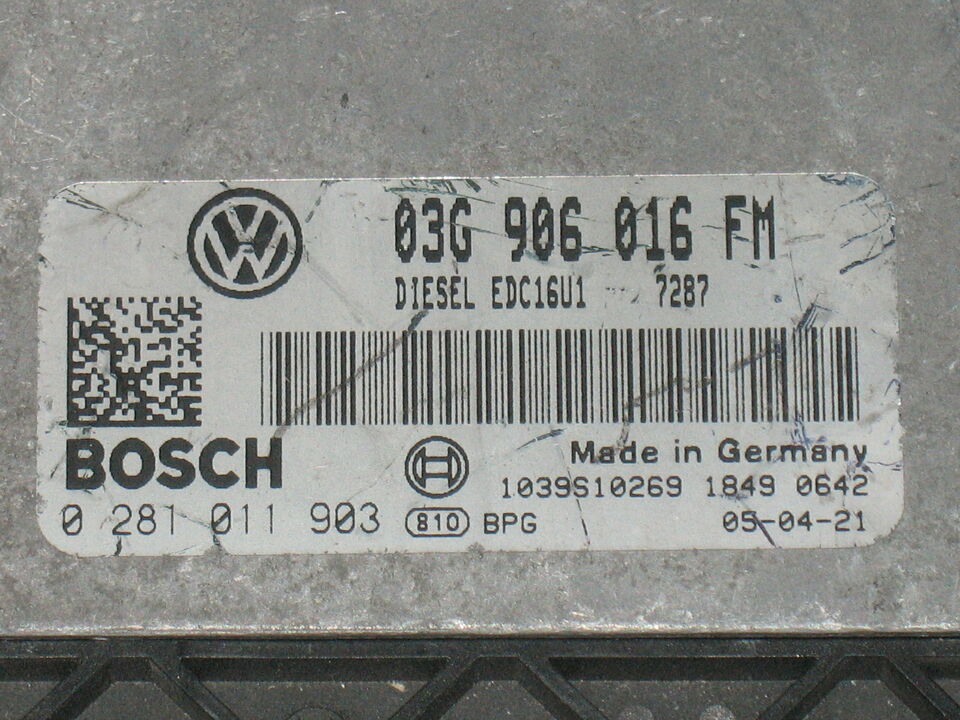 03G 906 016 FM
DIESEL EDC16U1 7287
BOSCH
Made in Germany
1039S10269 1849 0642
0 281 011 903 810 BPG 05-04-21